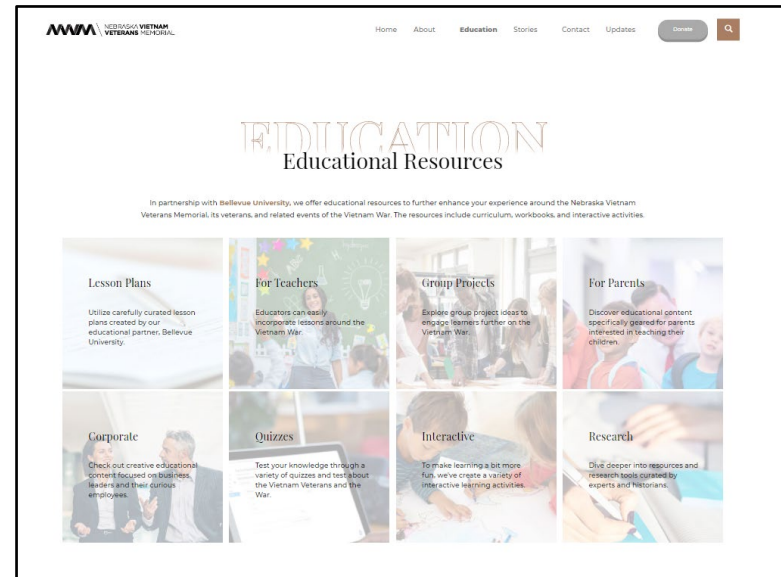 NEBRASKA VIETNAM
VETERANS MEMORIAL
Home About Education Stories Contact Updates Donate
EDUCATION
Educational Resources
In partnership with Bellevue University, we offer educational resources to further enhance your experience around the Nebraska Vietnam
Veterans Memorial, its veterans, and related events of the Vietnam War. The resources include curriculum, workbooks, and interactive activities.
Lesson Plans
Utilize carefully curated lesson
plans created by our
educational partner, Bellevue
University.
For Teachers
Educators can easily
incorporate lessons around the
Vietnam War.
Group Projects
Explore group project ideas to
engage learners further on the
Vietnam War.
For Parents
Discover educational content
specifically geared for parents
interested in teaching their
children.
Corporate
Check out creative educational
content focused on business
leaders and their curious
employees.
Quizzes
Test your knowledge through a
variety of quizzes and test about
the Vietnam Veterans and the
War.
Interactive
To make learning a bit more
fun, we've create a variety of
interactive learning activities.
Research
Dive deeper into resources and
research tools curated by
experts and historians.